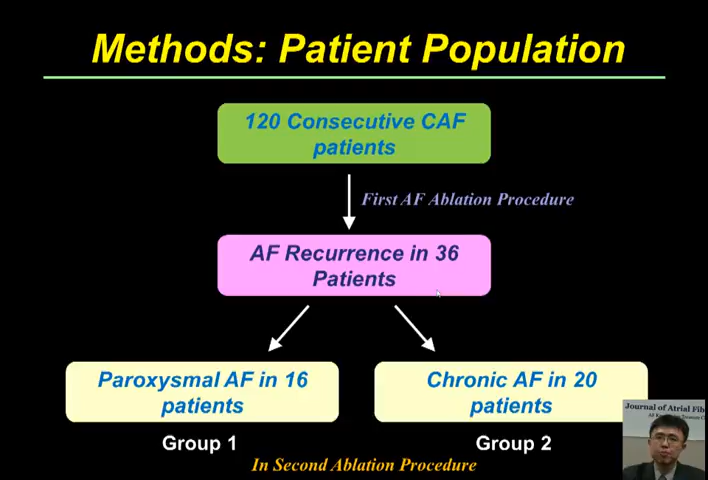 Methods: Patient Population
120 Consecutive CAF
patients
First AF Ablation Procedure
AF Recurrence in 36
Patients
Paroxysmal AF in 16
patients
Chronic AF in 20
patients
Group 1
Group 2
In Second Ablation Procedure
Journal of Atrial Fib